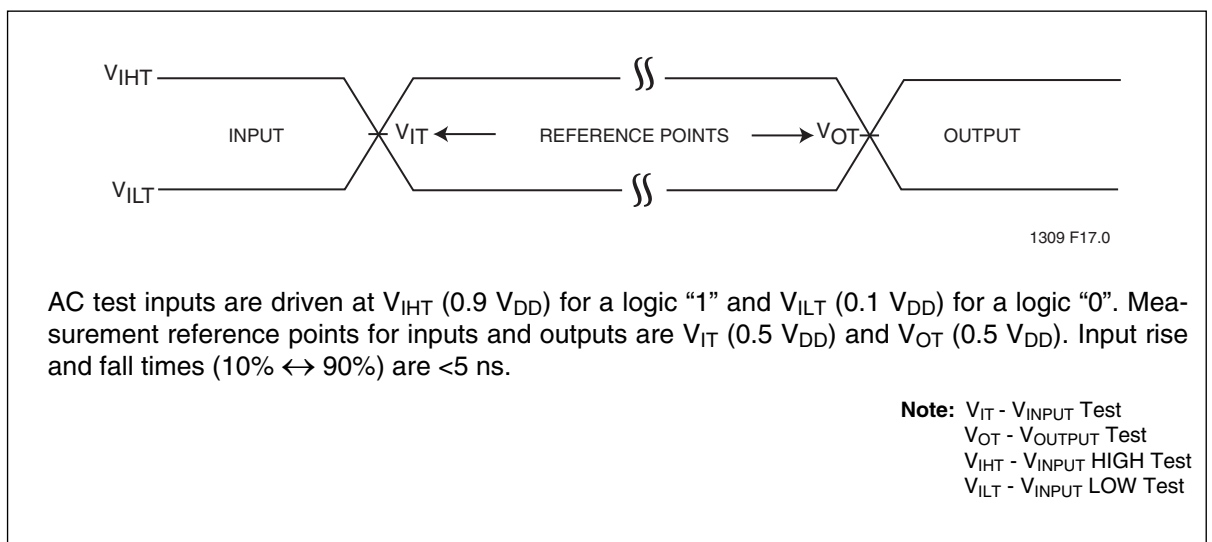 VIHT
INPUT VIT REFERENCE POINTS VOT OUTPUT
VILT
1309 F17.0
AC test inputs are driven at VIHT (0.9 VDD) for a logic “1” and VILT (0.1 VDD) for a logic “0”. Mea-
surement reference points for inputs and outputs are VIT (0.5 VDD) and VOT (0.5 VDD). Input rise
and fall times (10% ↔ 90%) are <5 ns.
Note: VIT - VINPUT Test
VOT - VOUTPUT Test
VIHT - VINPUT HIGH Test
VILT - VINPUT LOW Test